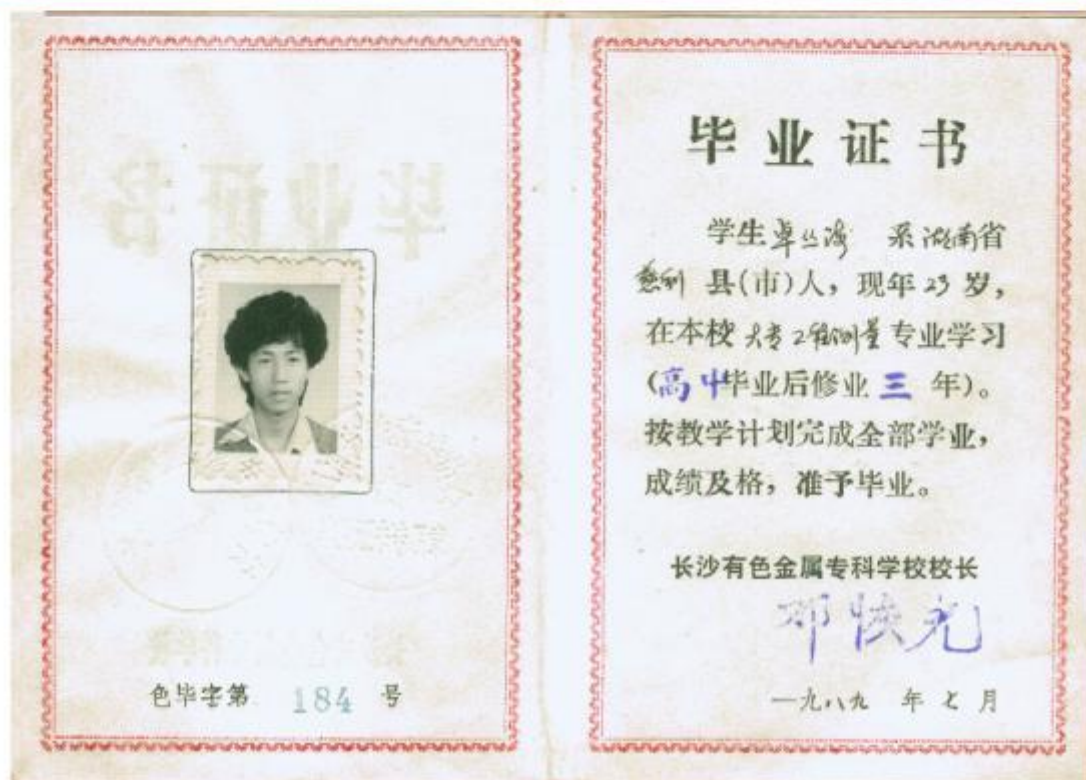 色毕字第 184 号
毕业证书
学生卓丛海 系湖南省
慈利县(市)人，现年23岁，
在本校大专工程测量专业学习
(高中毕业后修业三年)。
按教学计划完成全部学业，
成绩及格，准予毕业。
长沙有色金属专科学校校长
一九八九年七月